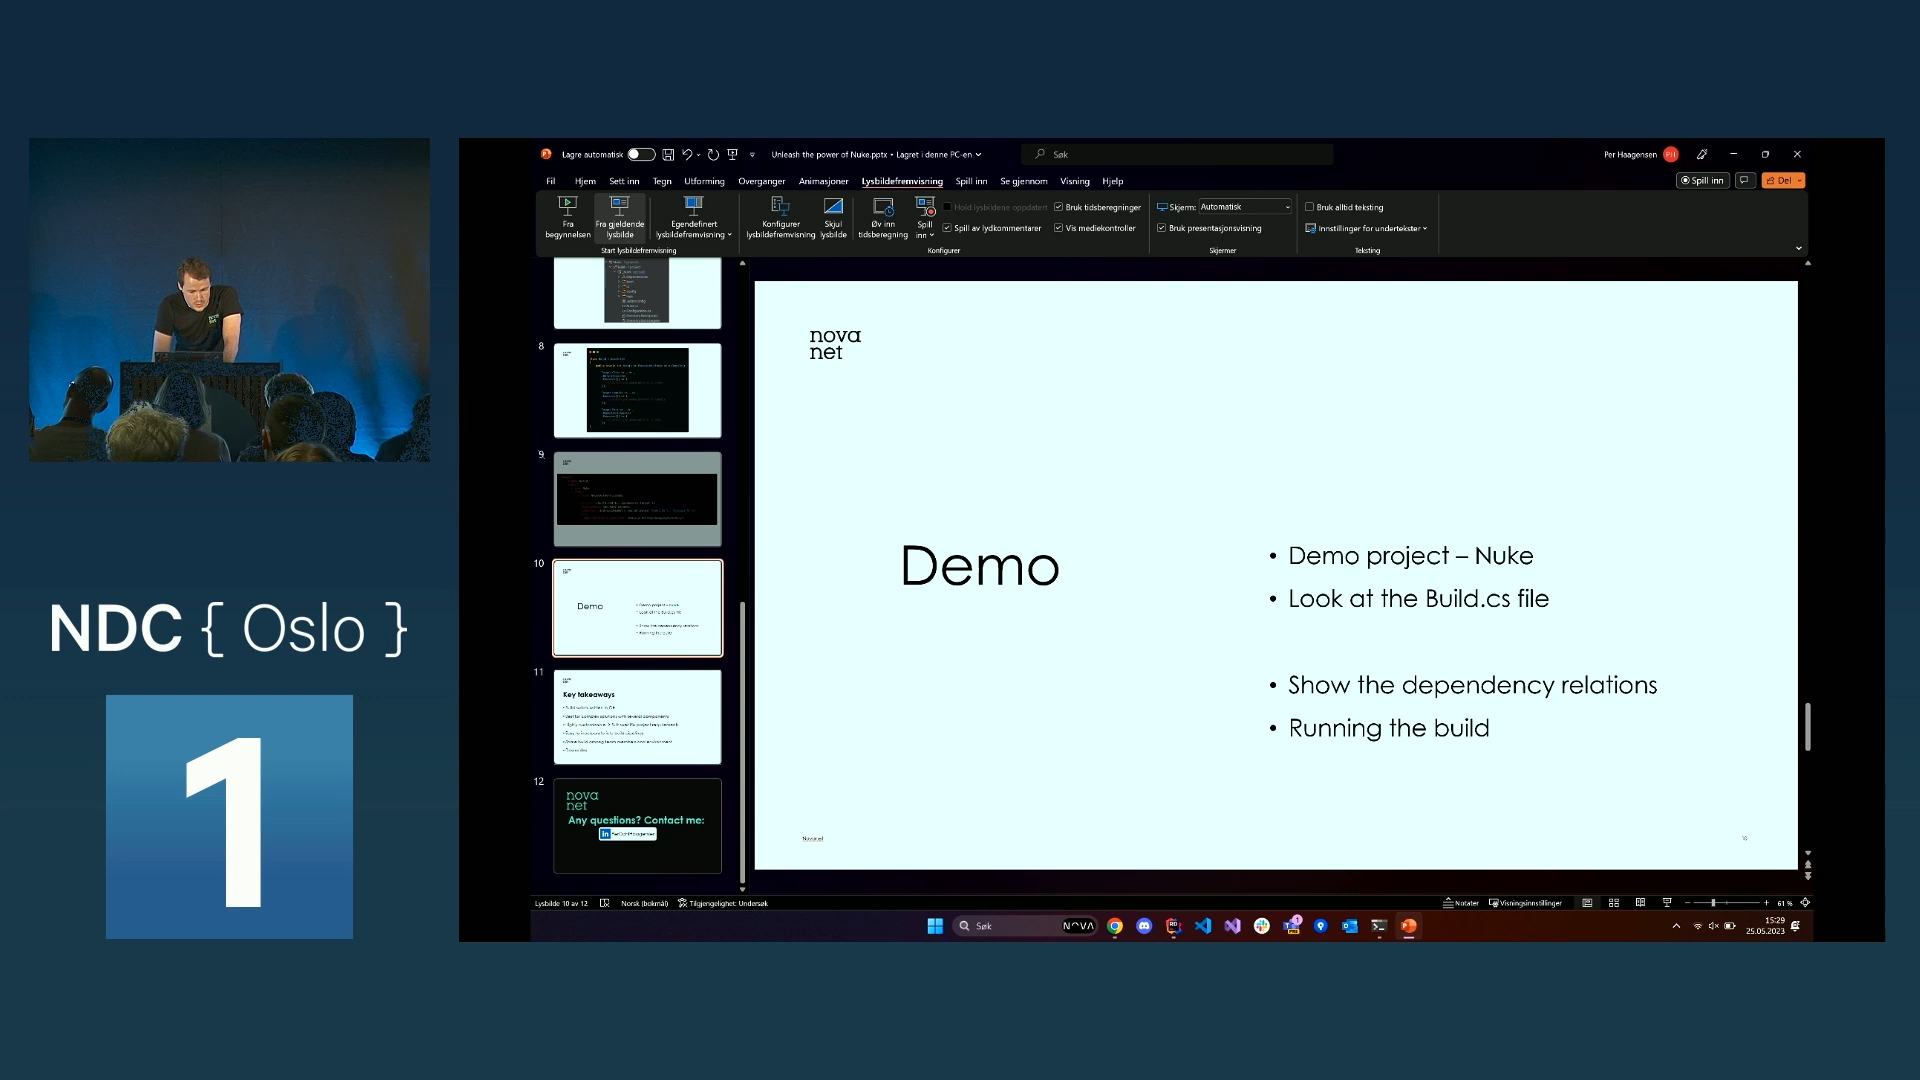 NDC { Oslo }
1
Lagre automatisk
Unleash the power of Nuke.pptx • Lagret i denne PC-en
Søk
Per Haagensen
PH
Fil
Hjem
Sett inn
Tegn
Utforming
Overganger
Animasjoner
Lysbildefremvisning
Spill inn
Se gjennom
Visning
Hjelp
Spill inn
Del
Fra begynnelsen
Fra gjeldende lysbilde
Egendefinert lysbildefremvisning
Start lysbildefremvisning
Konfigurer lysbildefremvisning
Skjul lysbilde
Øv inn tidsberegning
Spill inn
Hold lysbildene oppdatert
Spill av lydkommentarer
Bruk tidsberegninger
Vis mediekontroller
Konfigurer
Skjerm:
Automatisk
Bruk presentasjonsvisning
Skjermer
Bruk alltid teksting
Innstillinger for undertekster
Teksting
8
9
10
Demo
11
Key takeaways
12
nova
net
Any questions? Contact me:
nova
net
Demo
• Demo project – Nuke
• Look at the Build.cs file
• Show the dependency relations
• Running the build
Novanet
10
Lysbilde 10 av 12
Norsk (bokmål)
Tilgjengelighet: Undersøk
Notater
Visningsinnstillinger
61 %
Søk
15:29
25.05.2023